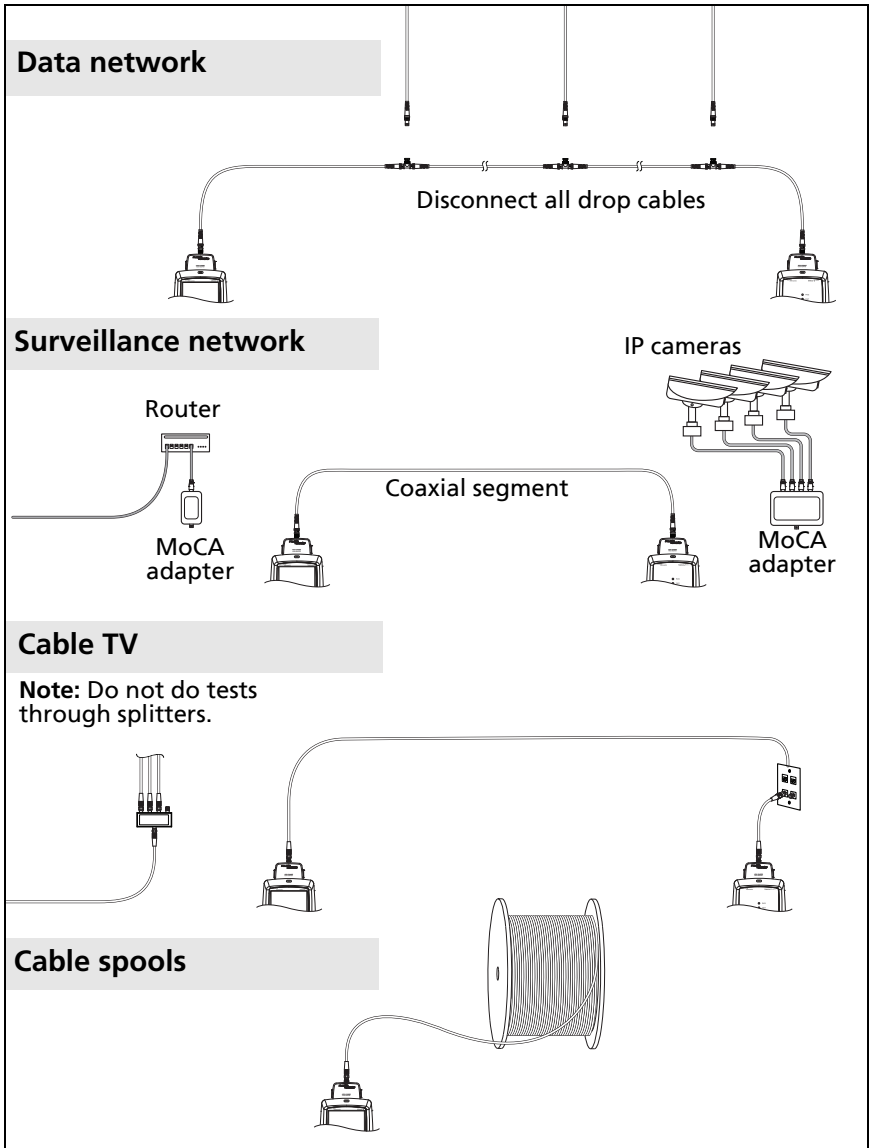 Data network
Disconnect all drop cables
Surveillance network
IP cameras
Router
Coaxial segment
MoCA
adapter
MoCA
adapter
Cable TV
Note: Do not do tests
through splitters.
Cable spools